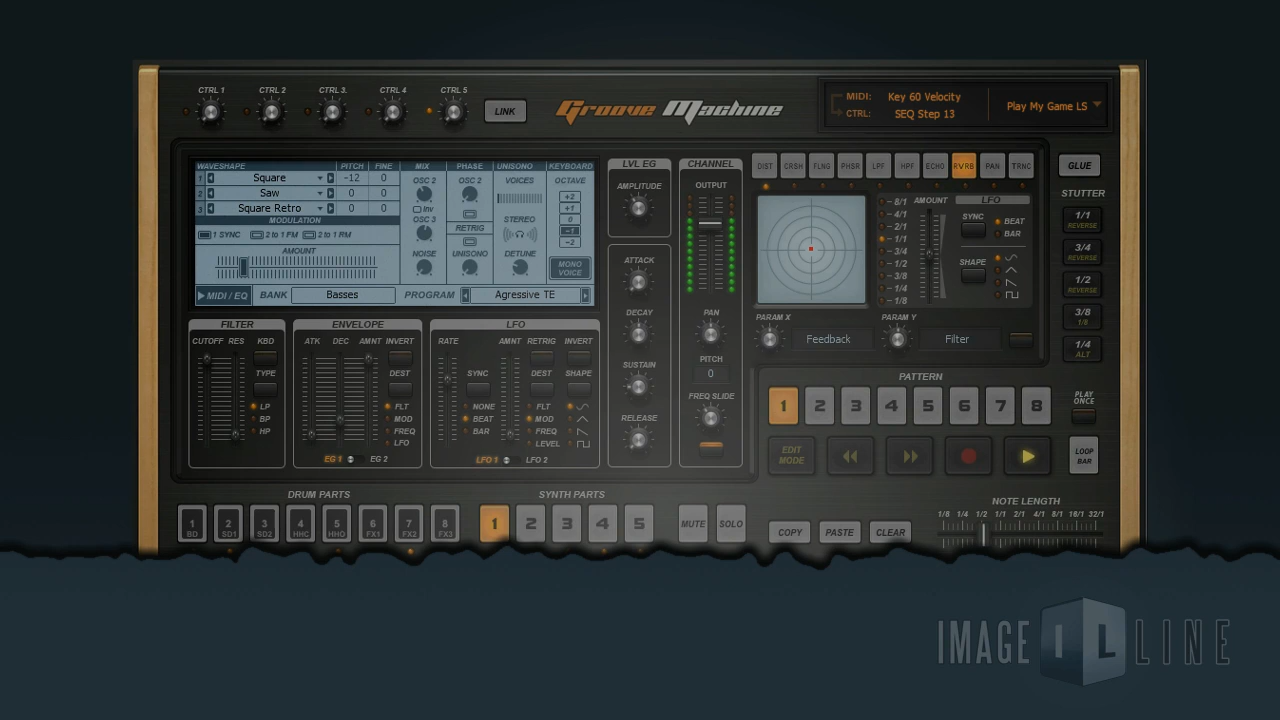 CTRL 1 CTRL 2 CTRL 3. CTRL 4 CTRL 5
LINK
Groove Machine
MIDI: Key 60 Velocity
CTRL: SEQ Step 13
Play My Game LS
WAVESHAPE PITCH FINE
1 Square -12 0
2 Saw 0 0
3 Square Retro 0 0
MODULATION
1 SYNC 2 to 1 FM 2 to 1 RM
AMOUNT
MIX
OSC 2
Inv
OSC 3
NOISE
PHASE
OSC 2
RETRIG
UNISONO
UNISONO
VOICES
STEREO
DETUNE
KEYBOARD
OCTAVE
+2
+1
0
-1
-2
MONO
VOICE
MIDI / EQ BANK Basses PROGRAM Agressive TE
LVL EG
AMPLITUDE
ATTACK
DECAY
SUSTAIN
RELEASE
CHANNEL
OUTPUT
PAN
PITCH
0
FREQ SLIDE
DIST CRSH FLNG PHSR LPF HPF ECHO RVRB PAN TRNC
8/1
4/1
2/1
1/1
3/4
1/2
3/8
1/4
1/8
AMOUNT
LFO
SYNC
BEAT
BAR
SHAPE
PARAM X
Feedback
PARAM Y
Filter
GLUE
STUTTER
1/1
REVERSE
3/4
REVERSE
1/2
REVERSE
3/8
1/8
1/4
ALT
FILTER
CUTOFF RES KBD
TYPE
LP
BP
HP
ENVELOPE
ATK DEC AMNT INVERT
DEST
FLT
MOD
FREQ
LFO
EG 1 EG 2
LFO
RATE AMNT RETRIG INVERT
SYNC DEST SHAPE
NONE FLT
BEAT MOD
BAR FREQ
LEVEL
LFO 1 LFO 2
PATTERN
1 2 3 4 5 6 7 8
PLAY
ONCE
EDIT
MODE
LOOP
BAR
DRUM PARTS
1 2 3 4 5 6 7 8
BD SD1 SD2 HHC HHO FX1 FX2 FX3
SYNTH PARTS
1 2 3 4 5
MUTE SOLO
COPY PASTE CLEAR
NOTE LENGTH
1/8 1/4 1/2 1/1 2/1 4/1 8/1 16/1 32/1
IMAGE IL LINE